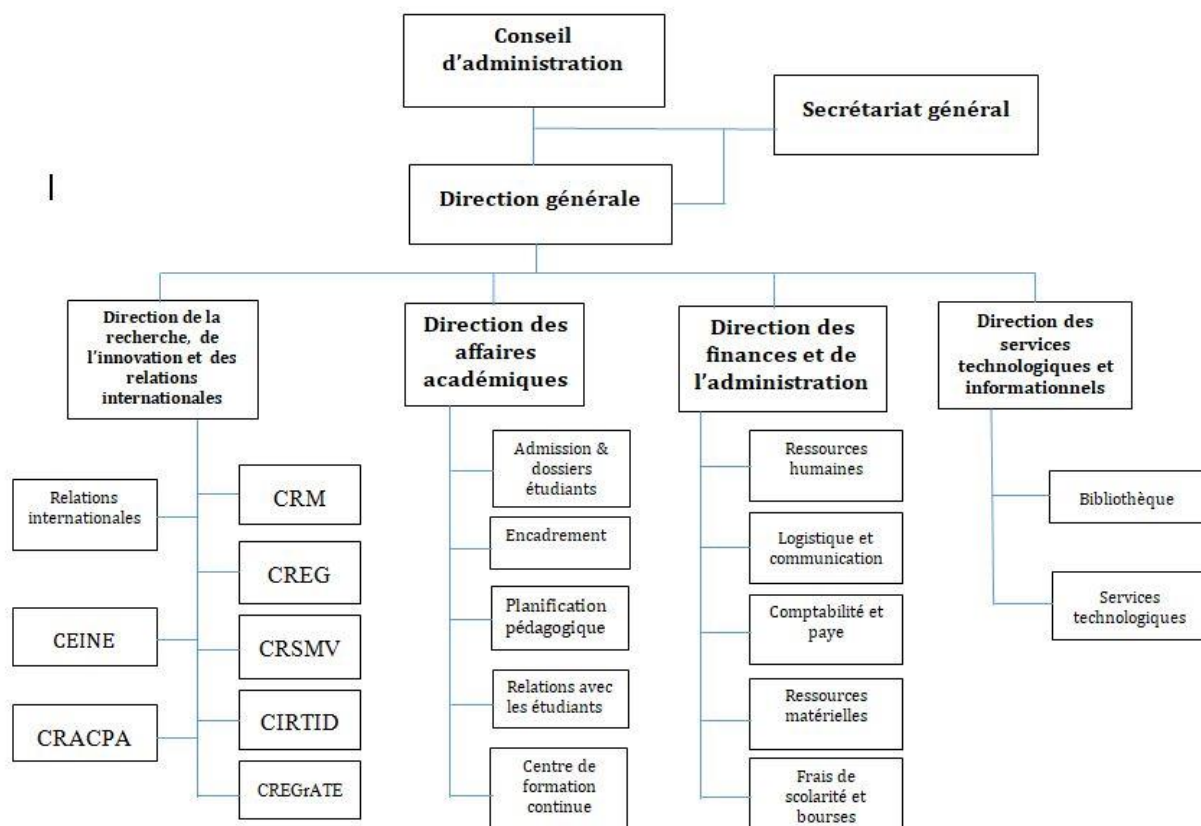 Conseil
d'administration
Secrétariat général
Direction générale
Direction de la
recherche, de
l'innovation et des
relations
internationales
Direction des
affaires
académiques
Direction des
finances et de
l'administration
Direction des
services
technologiques et
informationnels
Relations
internationales
CEINE
CRACPA
CRM
CREG
CRSMV
CIRTID
CREGrATE
Admission &
dossiers
étudiants
Encadrement
Planification
pédagogique
Relations avec
les étudiants
Centre de
formation
continue
Ressources
humaines
Logistique et
communication
Comptabilité et
paye
Ressources
matérielles
Frais de
scolarité et
bourses
Bibliothèque
Services
technologiques